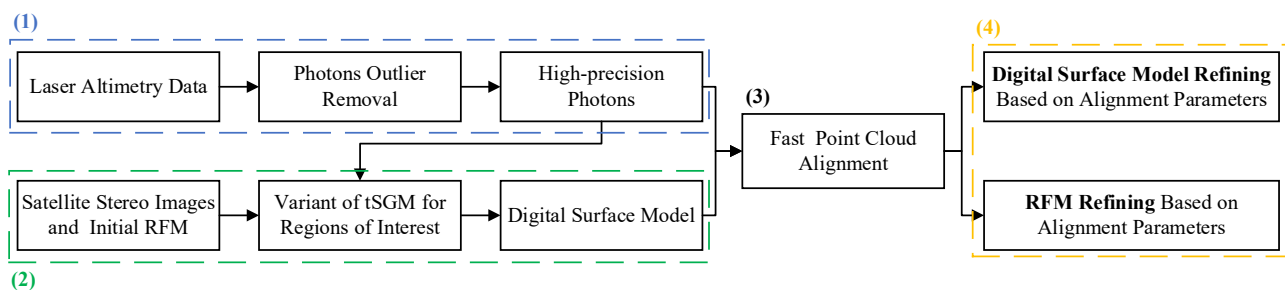 (1)
Laser Altimetry Data
Photons Outlier
Removal
High-precision
Photons
(2)
Satellite Stereo Images
and Initial RFM
Variant of tSGM for
Regions of Interest
Digital Surface Model
(3)
Fast Point Cloud
Alignment
(4)
Digital Surface Model Refining
Based on Alignment Parameters
RFM Refining Based on
Alignment Parameters